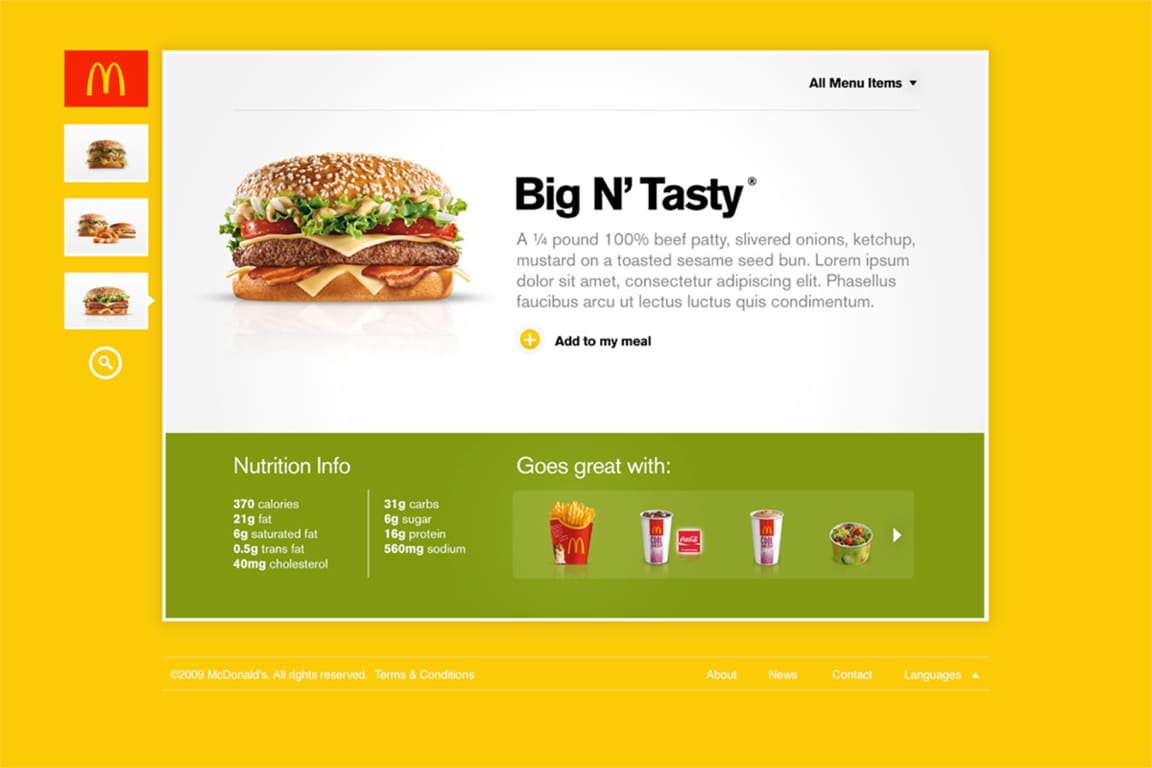 All Menu Items
Big N’ Tasty®
A ¼ pound 100% beef patty, slivered onions, ketchup,
mustard on a toasted sesame seed bun. Lorem ipsum
dolor sit amet, consectetur adipiscing elit. Phasellus
faucibus arcu ut lectus luctus quis condimentum.
Add to my meal
Nutrition Info
370 calories
21g fat
6g saturated fat
0.5g trans fat
40mg cholesterol
31g carbs
6g sugar
16g protein
560mg sodium
Goes great with:
Coca-Cola
©2009 McDonald's. All rights reserved. Terms & Conditions
About News Contact Languages